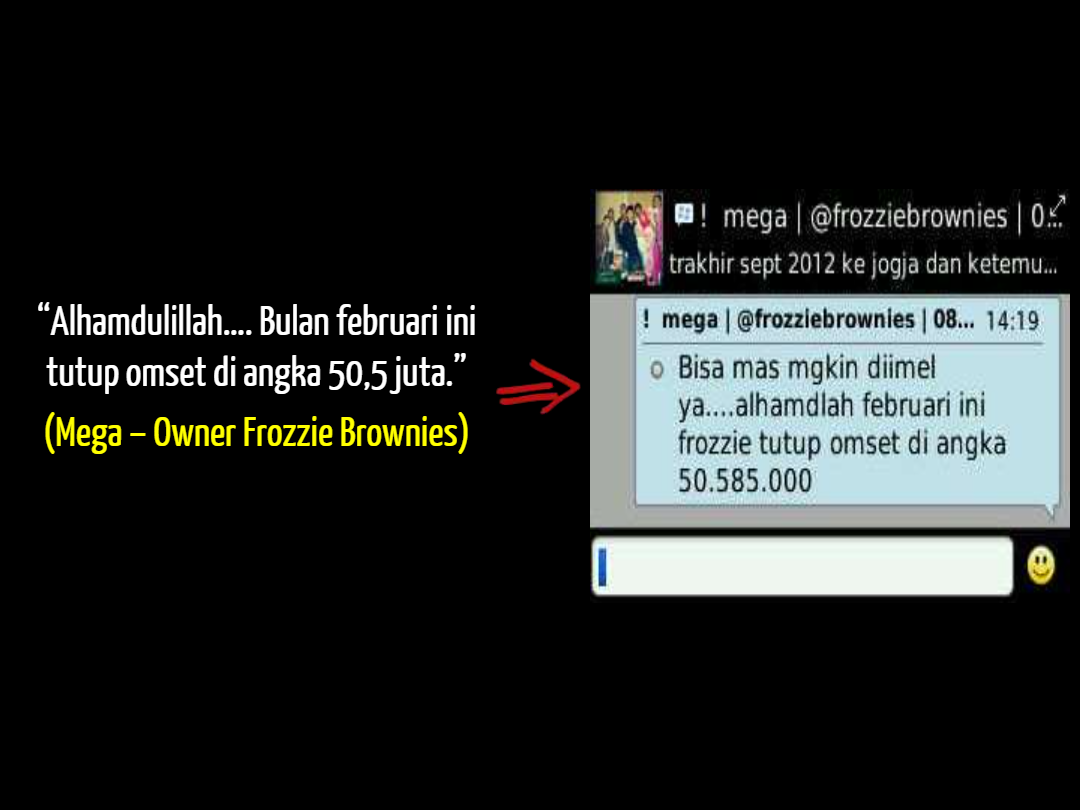 “Alhamdulillah.... Bulan februari ini
tutup omset di angka 50,5 juta.”
(Mega – Owner Frozzie Brownies)
! mega | @frozziebrownies | 0...
trakhir sept 2012 ke jogja dan ketemu...
! mega | @frozziebrownies | 08... 14:19
Bisa mas mgkin diimel
ya....alhamdlah februari ini
frozzie tutup omset di angka
50.585.000